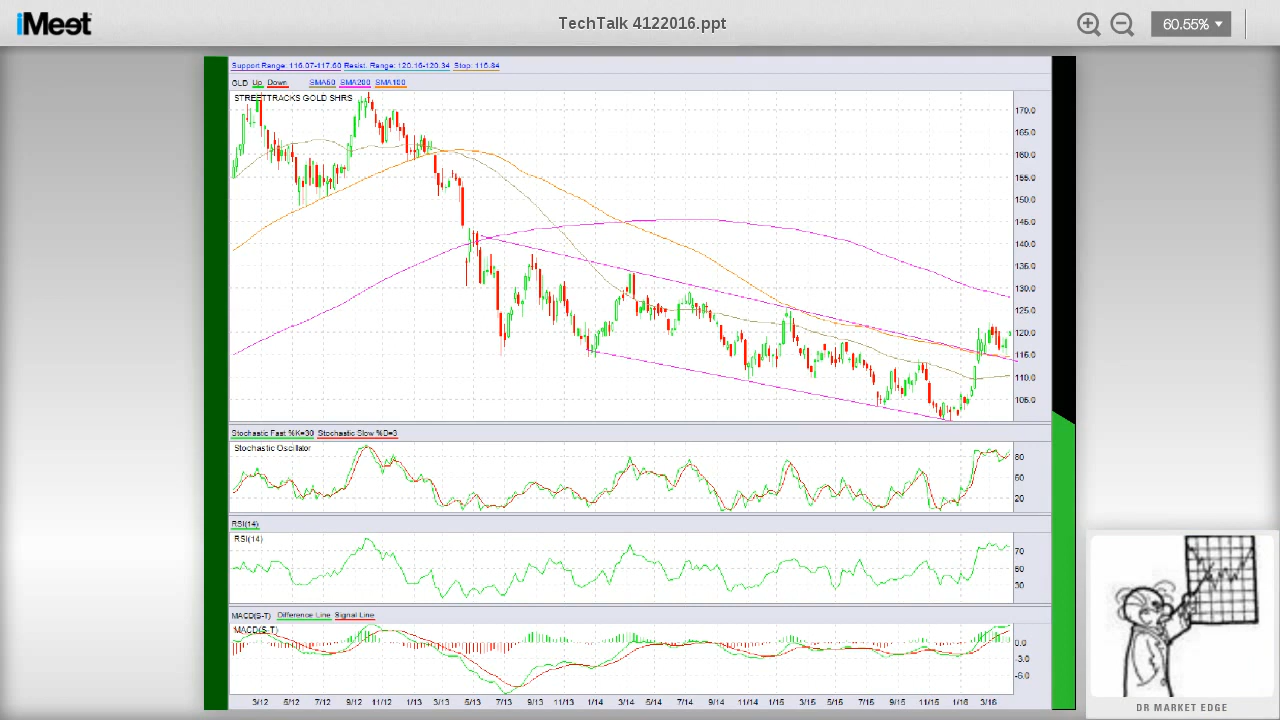 iMeet
TechTalk 4122016.ppt
60.55%
Support Range: 116.07-117.60 Resist. Range: 120.16-120.34 Stop: 116.84
GLD Up Down SMA50 SMA200 SMA100
STREETTRACKS GOLD SHRS
170.0
165.0
160.0
155.0
150.0
145.0
140.0
135.0
130.0
125.0
120.0
115.0
110.0
105.0
Stochastic Fast %K=30 Stochastic Slow %D=3
Stochastic Oscillator
80
50
20
RSI(14)
RSI(14)
70
50
30
MACD(S-T) Difference Line Signal Line
MACD(S-T)
0.0
-3.0
-6.0
3/12 5/12 7/12 9/12 11/12 1/13 3/13 5/13 7/13 9/13 11/13 1/14 3/14 5/14 7/14 9/14 11/14 1/15 3/15 5/15 7/15 9/15 11/15 1/16 3/16
DR MARKET EDGE